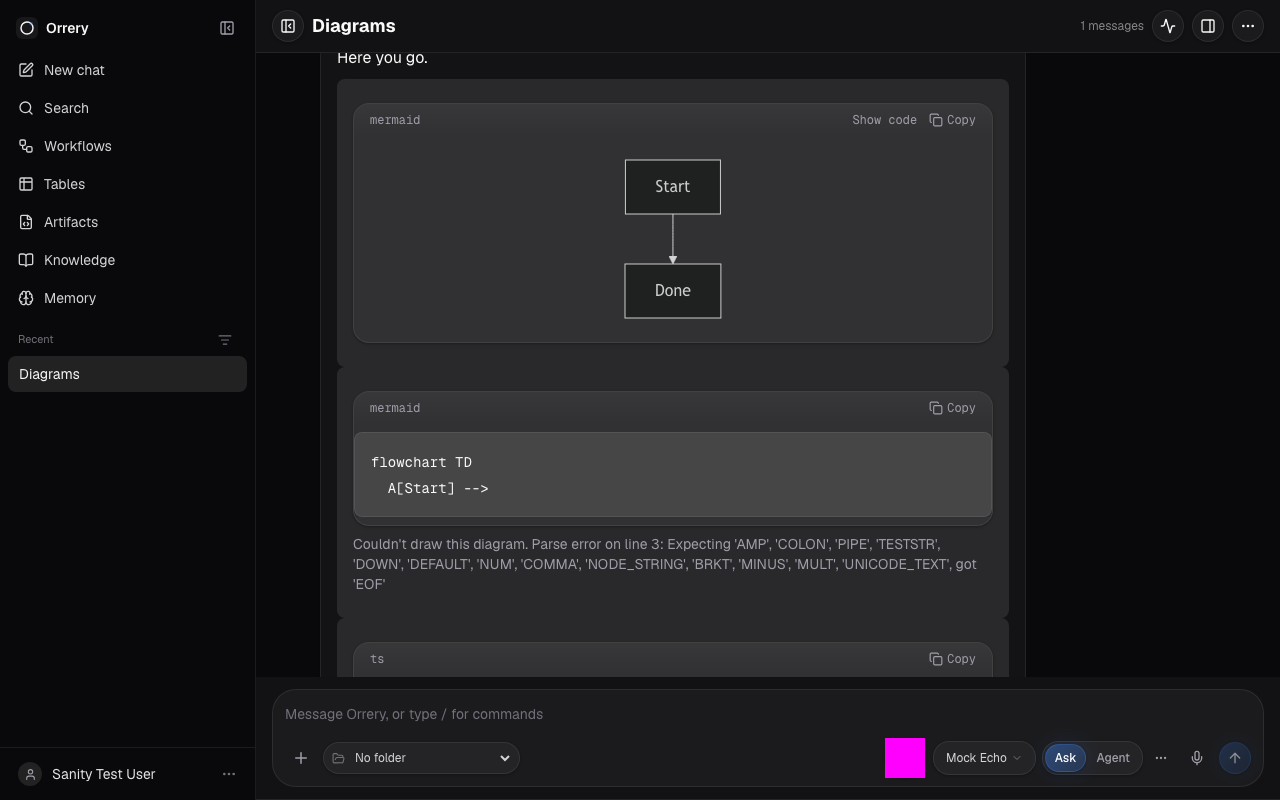 Orrery
New chat
Search
Workflows
Tables
Artifacts
Knowledge
Memory
Recent
Diagrams
Sanity Test User
Diagrams
1 messages
Here you go.
mermaid
Show code
Copy
Start
Done
mermaid
Copy
flowchart TD
A[Start] -->
Couldn't draw this diagram. Parse error on line 3: Expecting 'AMP', 'COLON', 'PIPE', 'TESTSTR',
'DOWN', 'DEFAULT', 'NUM', 'COMMA', 'NODE_STRING', 'BRKT', 'MINUS', 'MULT', 'UNICODE_TEXT', got
'EOF'
ts
Copy
Message Orrery, or type / for commands
No folder
Mock Echo
Ask
Agent